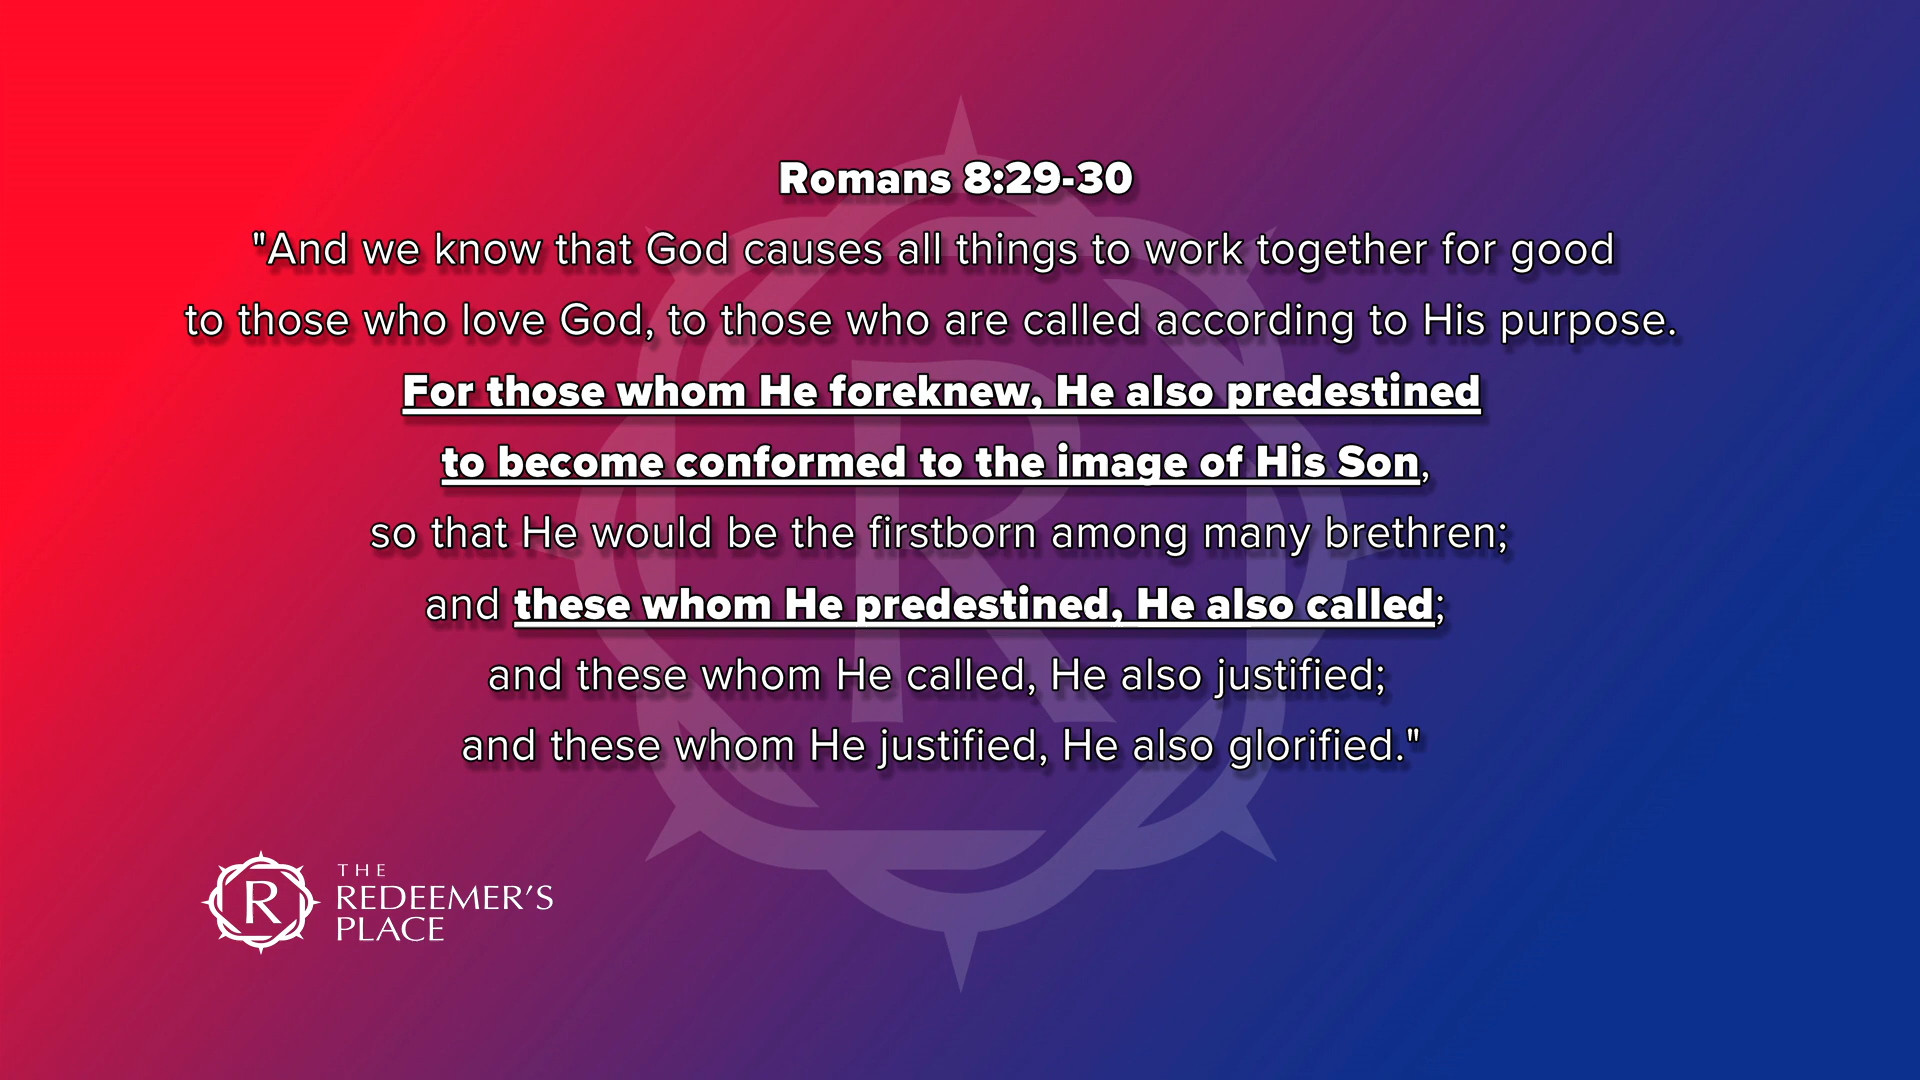 Romans 8:29-30
"And we know that God causes all things to work together for good
to those who love God, to those who are called according to His purpose.
For those whom He foreknew, He also predestined
to become conformed to the image of His Son,
so that He would be the firstborn among many brethren;
and these whom He predestined, He also called;
and these whom He called, He also justified;
and these whom He justified, He also glorified."
R
THE
REDEEMER'S
PLACE